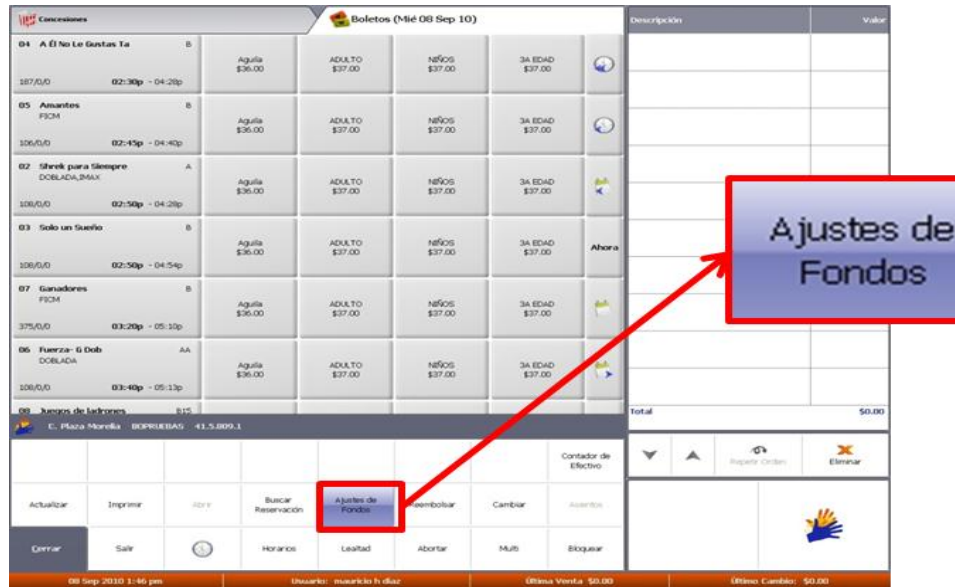 Concesiones
Boletos (Mié 08 Sep 10)
Descripción Valor
04 A Él No Le Gustas Ta B
187/0/0 02:30p - 04:28p
Aguila
$36.00
ADULTO
$37.00
NIÑOS
$37.00
3A EDAD
$37.00
05 Amantes B
FICM
106/0/0 02:45p - 04:40p
Aguila
$36.00
ADULTO
$37.00
NIÑOS
$37.00
3A EDAD
$37.00
02 Shrek para Siempre A
DOBLADA,IMAX
108/0/0 02:50p - 04:28p
Aguila
$36.00
ADULTO
$37.00
NIÑOS
$37.00
3A EDAD
$37.00
03 Solo un Sueño B
108/0/0 02:50p - 04:54p
Aguila
$36.00
ADULTO
$37.00
NIÑOS
$37.00
3A EDAD
$37.00
Ahora
07 Ganadores B
FICM
375/0/0 03:20p - 05:10p
Aguila
$36.00
ADULTO
$37.00
NIÑOS
$37.00
3A EDAD
$37.00
06 Fuerza- G Dob AA
DOBLADA
108/0/0 03:40p - 05:13p
Aguila
$36.00
ADULTO
$37.00
NIÑOS
$37.00
3A EDAD
$37.00
08 Juegos de ladrones B15
Ajustes de
Fondos
Total $0.00
C. Plaza Morelia BOPRUEBAS 41.5.809.1
Contador de
Efectivo
Repetir Orden
Eliminar
Actualizar
Imprimir
Abrir
Buscar
Reservación
Ajustes de
Fondos
Reembolsar
Cambiar
Asientos
Cerrar
Salir
Horarios
Lealtad
Abortar
Multi
Bloquear
08 Sep 2010 1:46 pm Usuario: mauricio h diaz Última Venta $0.00 Último Cambio: $0.00